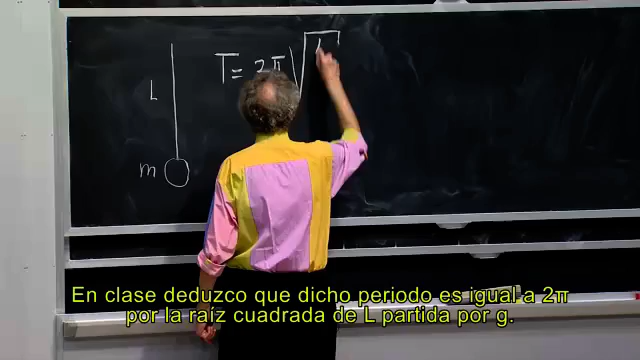 T = 2π √
L
m
En clase deduzco que dicho periodo es igual a 2π
por la raíz cuadrada de L partida por g.